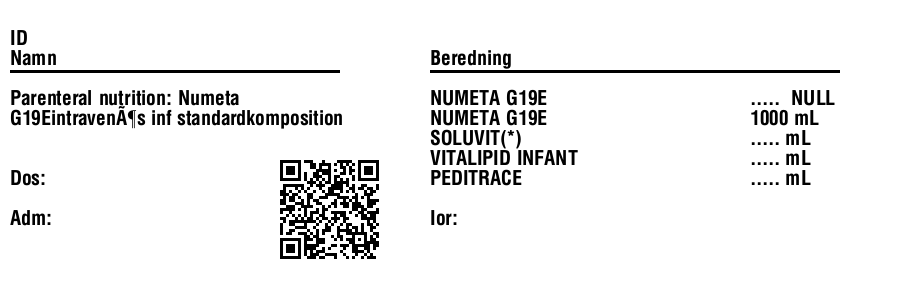 ID
Namn
Parenteral nutrition: Numeta
G19EintravenÃ¶s inf standardkomposition
Dos:
Adm:
Beredning
NUMETA G19E ..... NULL
NUMETA G19E 1000 mL
SOLUVIT(*) ..... mL
VITALIPID INFANT ..... mL
PEDITRACE ..... mL
Ior: